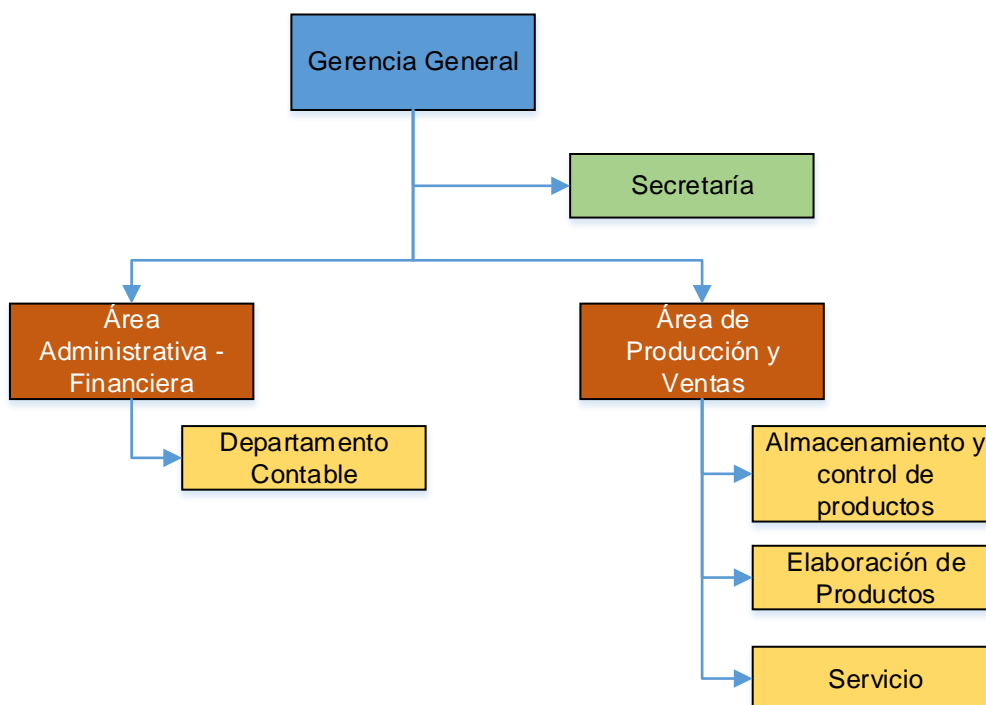 Gerencia General
Secretaría
Área
Administrativa -
Financiera
Área de
Producción y
Ventas
Departamento
Contable
Almacenamiento y
control de
productos
Elaboración de
Productos
Servicio